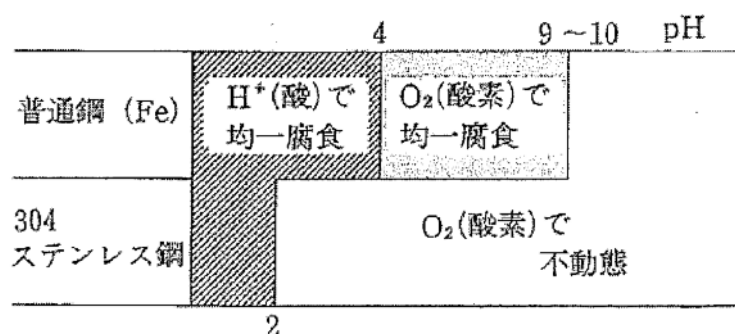 4 9～10 pH
普通鋼 (Fe)
H⁺(酸)で
均一腐食
O₂(酸素)で
均一腐食
304
ステンレス鋼
O₂(酸素)で
不動態
2